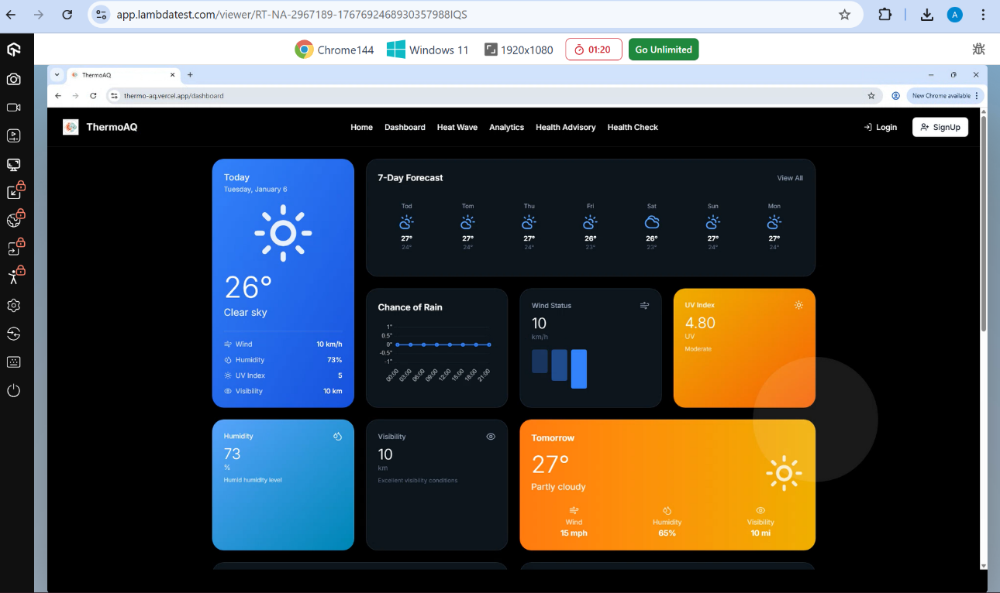 app.lambdatest.com/viewer/RT-NA-2967189-1767692468930357988IQS
A
Chrome144
Windows 11
1920x1080
01:20
Go Unlimited
ThermoAQ
thermo-aq.vercel.app/dashboard
New Chrome available
ThermoAQ
Home
Dashboard
Heat Wave
Analytics
Health Advisory
Health Check
Login
SignUp
Today
Tuesday, January 6
26°
Clear sky
Wind 10 km/h
Humidity 73%
UV Index 5
Visibility 10 km
7-Day Forecast
View All
Tod Tom Thu Fri Sat Sun Mon
27° 27° 27° 26° 26° 27° 27°
24° 24° 24° 23° 23° 24° 24°
Chance of Rain
1"
0.5"
0"
-0.5"
-1"
00:00 03:00 06:00 09:00 12:00 15:00 18:00 21:00
Wind Status
10
km/h
UV Index
4.80
UV
Moderate
Humidity
73
%
Humid humidity level
Visibility
10
km
Excellent visibility conditions
Tomorrow
27°
Partly cloudy
Wind Humidity Visibility
15 mph 65% 10 mi